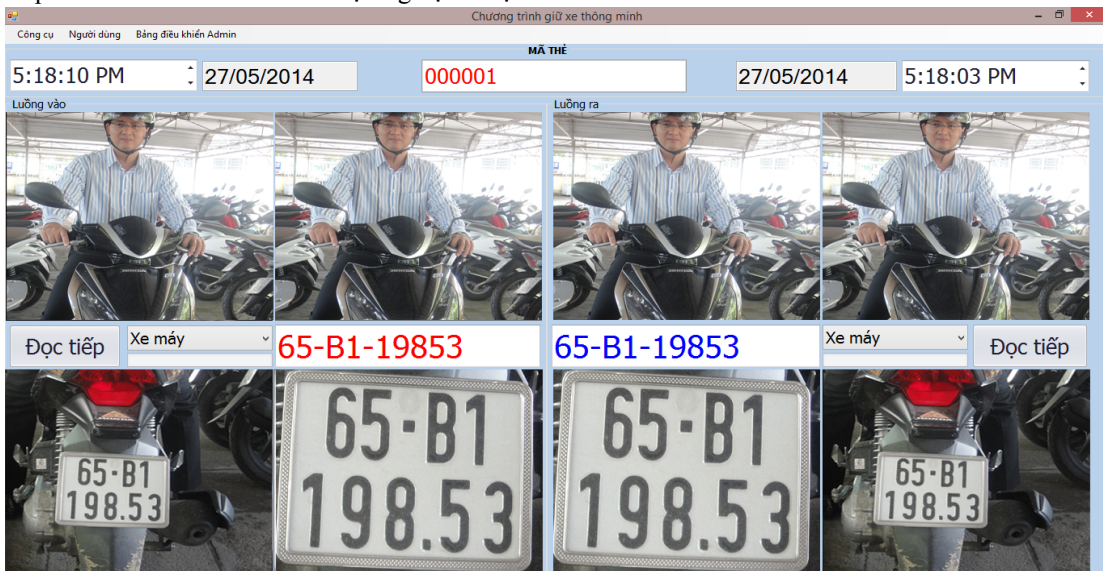 Chương trình giữ xe thông minh
Công cụ Người dùng Bảng điều khiển Admin
MÃ THẺ
5:18:10 PM 27/05/2014 000001 27/05/2014 5:18:03 PM
Luồng vào Luồng ra
Đọc tiếp Xe máy 65-B1-19853 65-B1-19853 Xe máy Đọc tiếp
65-B1
198.53
65-B1
198.53
65-B1
198.53
65-B1
198.53